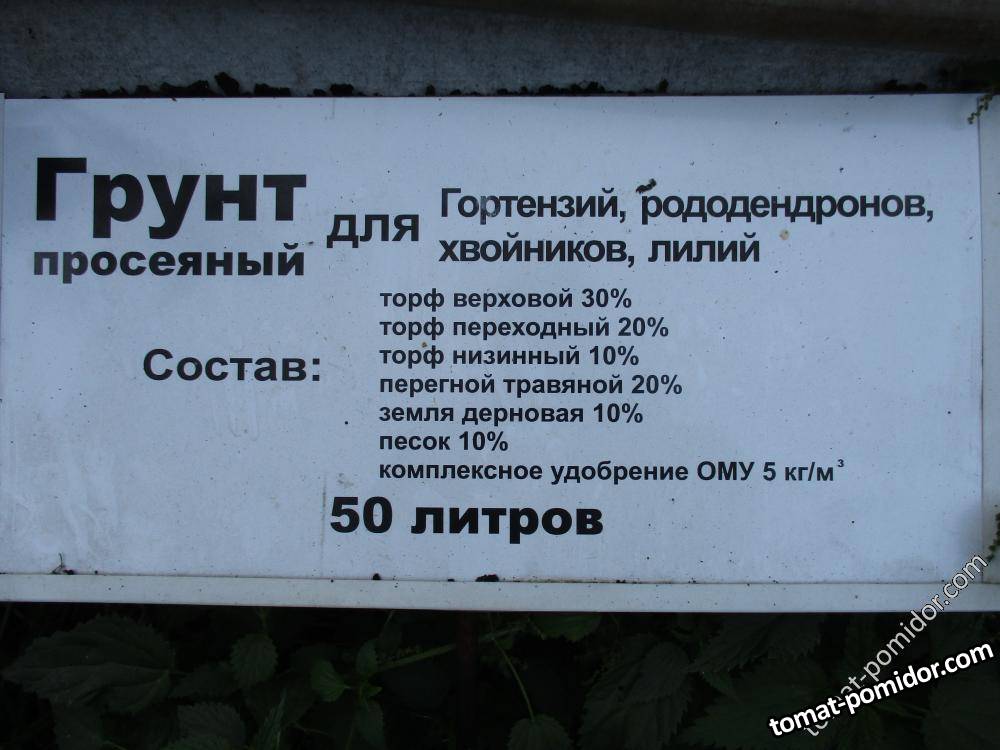 Грунт
просеяный
для
Гортензий, рододендронов,
хвойников, лилий
Состав:
торф верховой 30%
торф переходный 20%
торф низинный 10%
перегной травяной 20%
земля дерновая 10%
песок 10%
комплексное удобрение ОМУ 5 кг/м³
50 литров
tomat-pomidor.com
tomat-pomidor.com